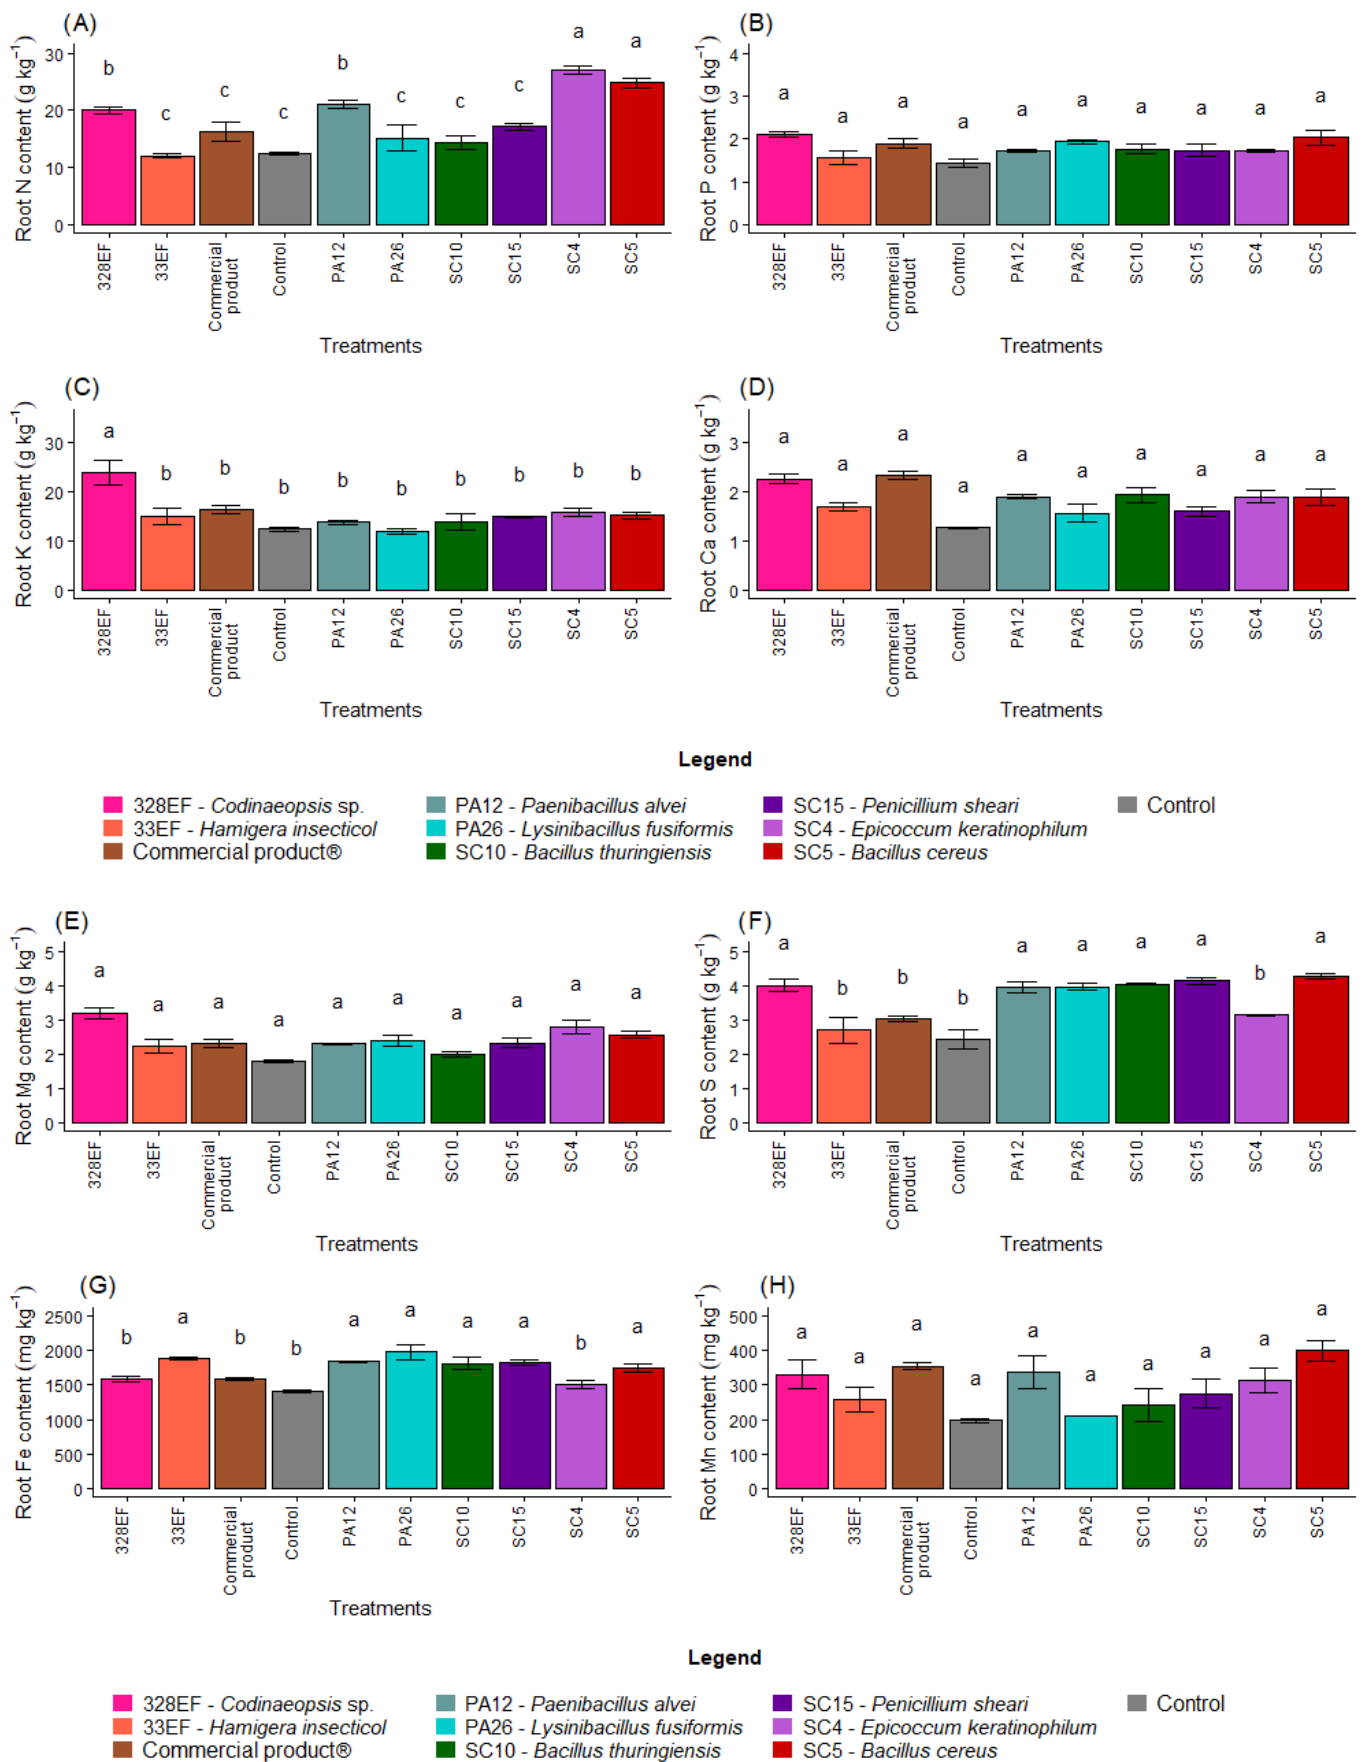 (A)
Root N content (g kg⁻¹)
30
20
10
0
b
c
c
c
b
c
c
c
a
a
328EF
33EF
Commercial
product
Control
PA12
PA26
SC10
SC15
SC4
SC5
Treatments
(B)
Root P content (g kg⁻¹)
4
3
2
1
0
a
a
a
a
a
a
a
a
a
a
328EF
33EF
Commercial
product
Control
PA12
PA26
SC10
SC15
SC4
SC5
Treatments
(C)
Root K content (g kg⁻¹)
30
20
10
0
a
b
b
b
b
b
b
b
b
b
328EF
33EF
Commercial
product
Control
PA12
PA26
SC10
SC15
SC4
SC5
Treatments
(D)
Root Ca content (g kg⁻¹)
3
2
1
0
a
a
a
a
a
a
a
a
a
a
328EF
33EF
Commercial
product
Control
PA12
PA26
SC10
SC15
SC4
SC5
Treatments
Legend
328EF - Codinaeopsis sp.
33EF - Hamigera insecticol
Commercial product®
PA12 - Paenibacillus alvei
PA26 - Lysinibacillus fusiformis
SC10 - Bacillus thuringiensis
SC15 - Penicillium sheari
SC4 - Epicoccum keratinophilum
SC5 - Bacillus cereus
Control
(E)
Root Mg content (g kg⁻¹)
5
4
3
2
1
0
a
a
a
a
a
a
a
a
a
a
328EF
33EF
Commercial
product
Control
PA12
PA26
SC10
SC15
SC4
SC5
Treatments
(F)
Root S content (g kg⁻¹)
5
4
3
2
1
0
a
b
b
b
a
a
a
a
b
a
328EF
33EF
Commercial
product
Control
PA12
PA26
SC10
SC15
SC4
SC5
Treatments
(G)
Root Fe content (mg kg⁻¹)
2500
2000
1500
1000
500
0
b
a
b
b
a
a
a
a
b
a
328EF
33EF
Commercial
product
Control
PA12
PA26
SC10
SC15
SC4
SC5
Treatments
(H)
Root Mn content (mg kg⁻¹)
500
400
300
200
100
0
a
a
a
a
a
a
a
a
a
a
328EF
33EF
Commercial
product
Control
PA12
PA26
SC10
SC15
SC4
SC5
Legend
328EF - Codinaeopsis sp.
33EF - Hamigera insecticol
Commercial product®
PA12 - Paenibacillus alvei
PA26 - Lysinibacillus fusiformis
SC10 - Bacillus thuringiensis
SC15 - Penicillium sheari
SC4 - Epicoccum keratinophilum
SC5 - Bacillus cereus
Control